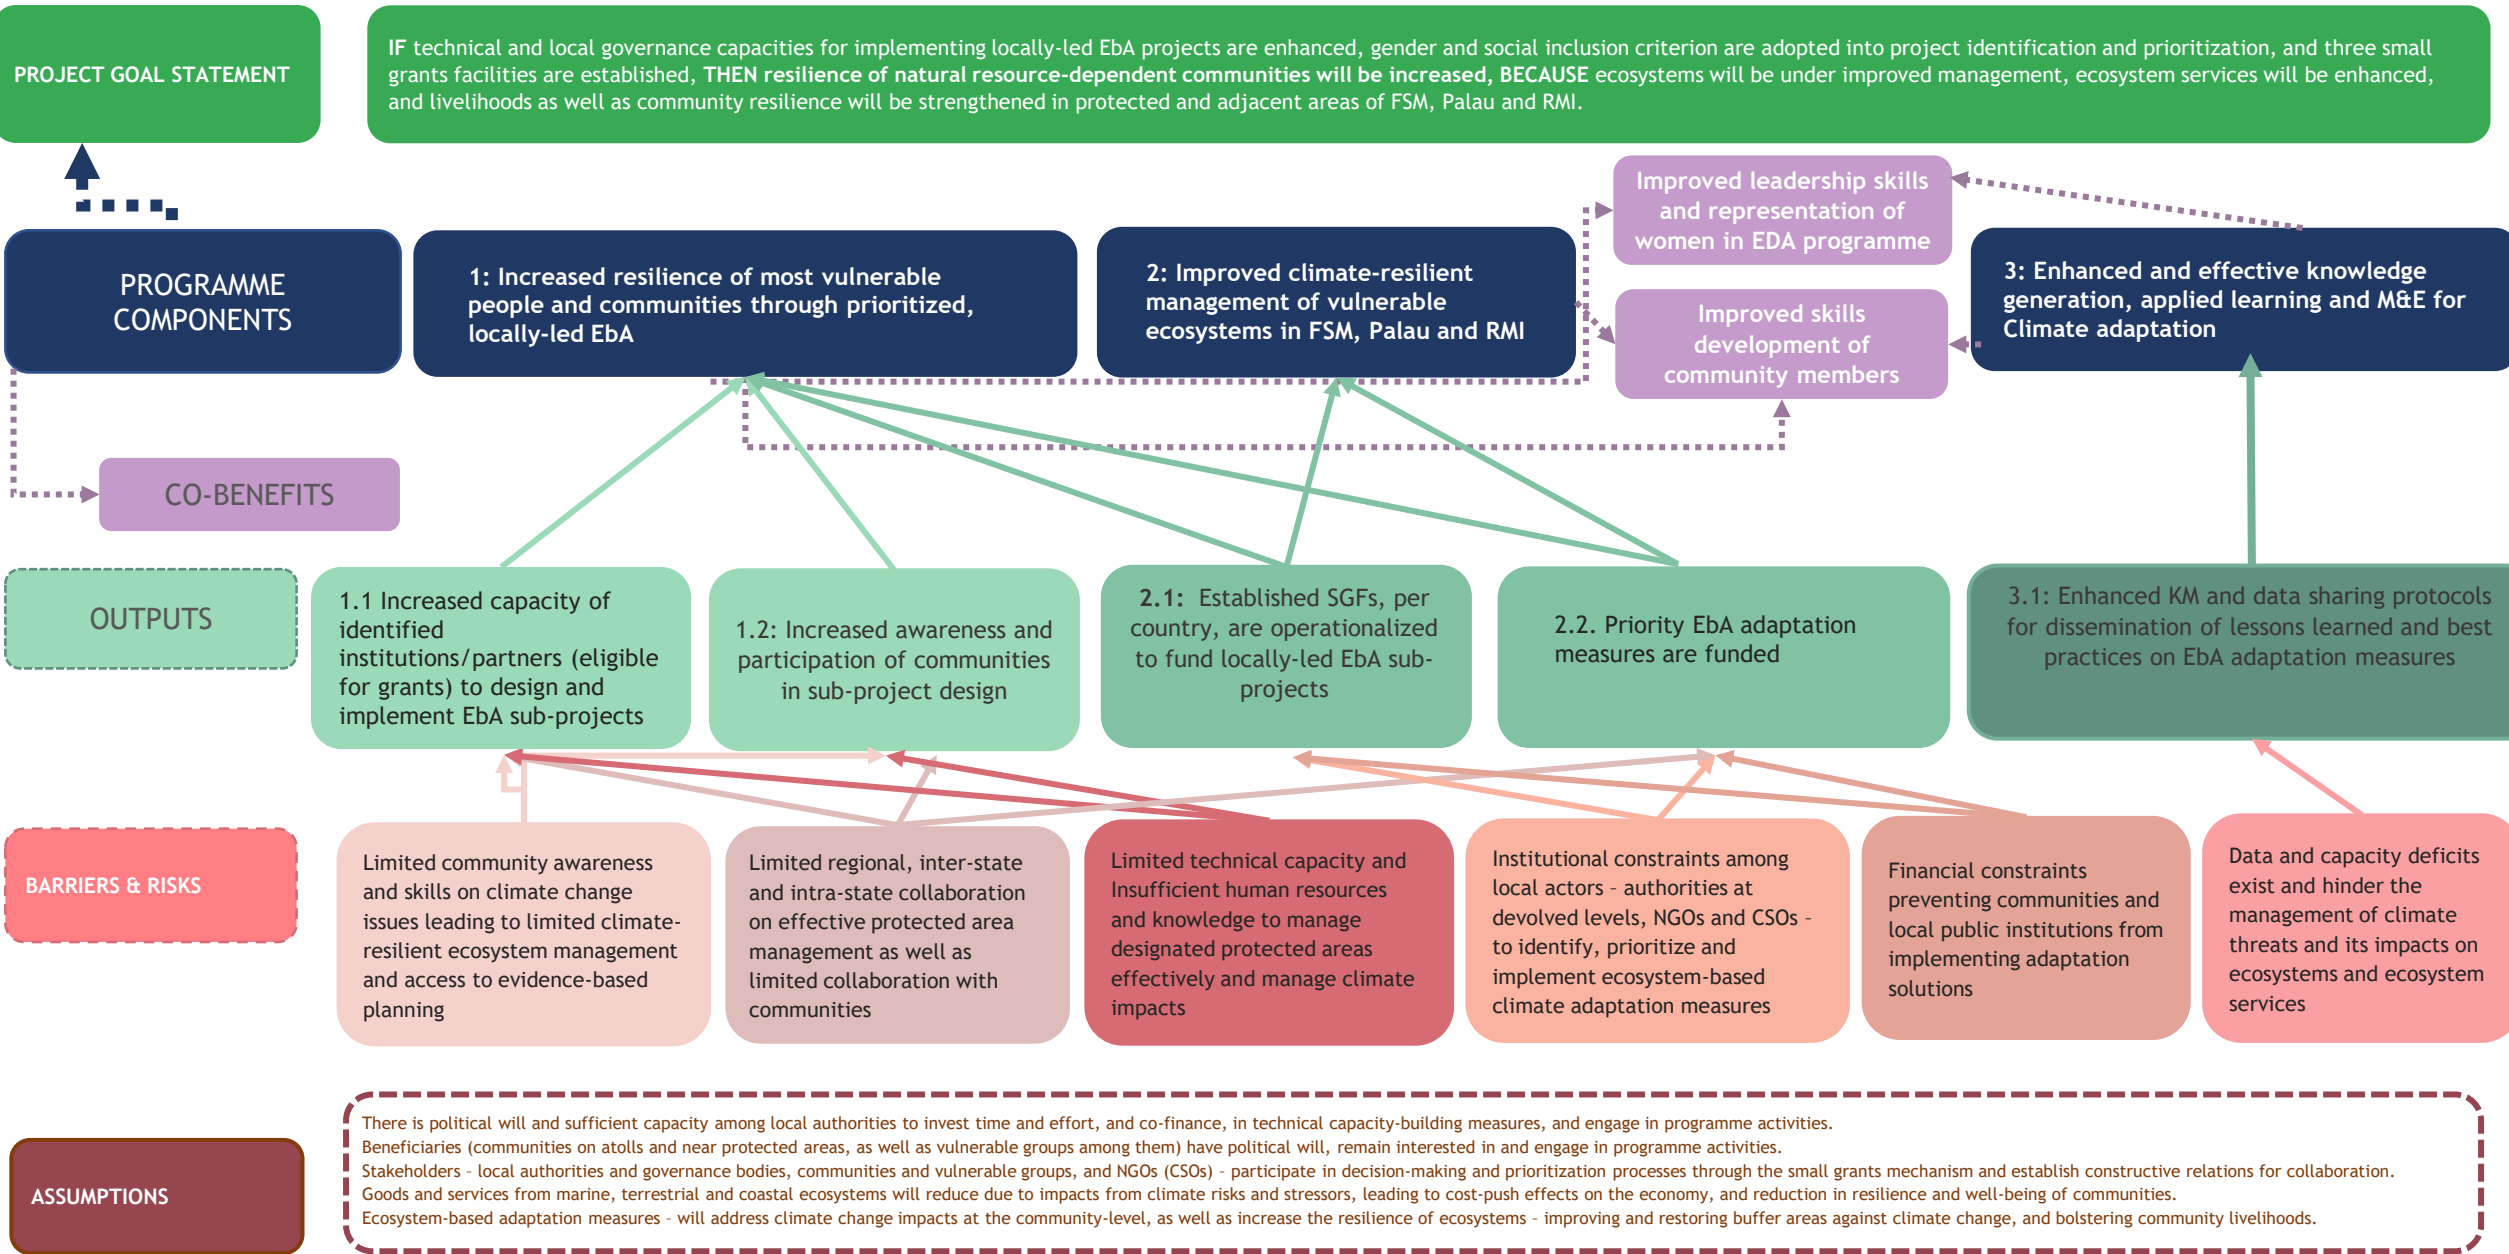 PROJECT GOAL STATEMENT
IF technical and local governance capacities for implementing locally-led EbA projects are enhanced, gender and social inclusion criterion are adopted into project identification and prioritization, and three small
grants facilities are established, THEN resilience of natural resource-dependent communities will be increased, BECAUSE ecosystems will be under improved management, ecosystem services will be enhanced,
and livelihoods as well as community resilience will be strengthened in protected and adjacent areas of FSM, Palau and RMI.
PROGRAMME
COMPONENTS
1: Increased resilience of most vulnerable
people and communities through prioritized,
locally-led EbA
2: Improved climate-resilient
management of vulnerable
ecosystems in FSM, Palau and RMI
Improved leadership skills
and representation of
women in EDA programme
Improved skills
development of
community members
3: Enhanced and effective knowledge
generation, applied learning and M&E for
Climate adaptation
CO-BENEFITS
OUTPUTS
1.1 Increased capacity of
identified
institutions/partners (eligible
for grants) to design and
implement EbA sub-projects
1.2: Increased awareness and
participation of communities
in sub-project design
2.1: Established SGFs, per
country, are operationalized
to fund locally-led EbA sub-
projects
2.2. Priority EbA adaptation
measures are funded
3.1: Enhanced KM and data sharing protocols
for dissemination of lessons learned and best
practices on EbA adaptation measures
BARRIERS & RISKS
Limited community awareness
and skills on climate change
issues leading to limited climate-
resilient ecosystem management
and access to evidence-based
planning
Limited regional, inter-state
and intra-state collaboration
on effective protected area
management as well as
limited collaboration with
communities
Limited technical capacity and
Insufficient human resources
and knowledge to manage
designated protected areas
effectively and manage climate
impacts
Institutional constraints among
local actors – authorities at
devolved levels, NGOs and CSOs –
to identify, prioritize and
implement ecosystem-based
climate adaptation measures
Financial constraints
preventing communities and
local public institutions from
implementing adaptation
solutions
Data and capacity deficits
exist and hinder the
management of climate
threats and its impacts on
ecosystems and ecosystem
services
ASSUMPTIONS
There is political will and sufficient capacity among local authorities to invest time and effort, and co-finance, in technical capacity-building measures, and engage in programme activities.
Beneficiaries (communities on atolls and near protected areas, as well as vulnerable groups among them) have political will, remain interested in and engage in programme activities.
Stakeholders – local authorities and governance bodies, communities and vulnerable groups, and NGOs (CSOs) – participate in decision-making and prioritization processes through the small grants mechanism and establish constructive relations for collaboration.
Goods and services from marine, terrestrial and coastal ecosystems will reduce due to impacts from climate risks and stressors, leading to cost-push effects on the economy, and reduction in resilience and well-being of communities.
Ecosystem-based adaptation measures – will address climate change impacts at the community-level, as well as increase the resilience of ecosystems – improving and restoring buffer areas against climate change, and bolstering community livelihoods.